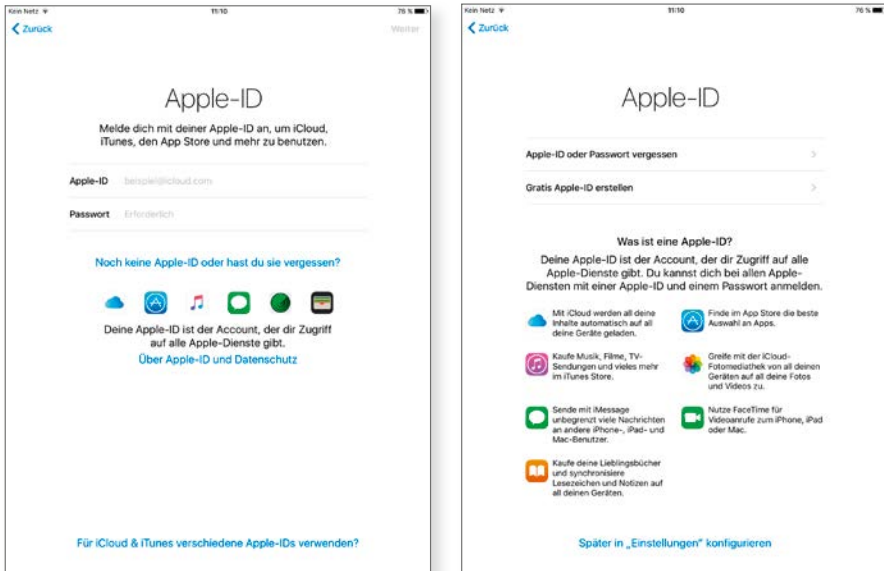 Kein Netz 11:10 76 %
Zurück Weiter
Apple-ID
Melde dich mit deiner Apple-ID an, um iCloud,
iTunes, den App Store und mehr zu benutzen.
Apple-ID beispiel@icloud.com
Passwort Erforderlich
Noch keine Apple-ID oder hast du sie vergessen?
Deine Apple-ID ist der Account, der dir Zugriff
auf alle Apple-Dienste gibt.
Über Apple-ID und Datenschutz
Für iCloud & iTunes verschiedene Apple-IDs verwenden?
Kein Netz 11:10 76 %
Zurück
Apple-ID
Apple-ID oder Passwort vergessen
Gratis Apple-ID erstellen
Was ist eine Apple-ID?
Deine Apple-ID ist der Account, der dir Zugriff auf alle
Apple-Dienste gibt. Du kannst dich bei allen Apple-
Diensten mit einer Apple-ID und einem Passwort anmelden.
Mit iCloud werden all deine
Inhalte automatisch auf all
deine Geräte geladen.
Finde im App Store die beste
Auswahl an Apps.
Kaufe Musik, Filme, TV-
Sendungen und vieles mehr
im iTunes Store.
Greife mit der iCloud-
Fotomediathek von all deinen
Geräten auf all deine Fotos
und Videos zu.
Sende mit iMessage
unbegrenzt viele Nachrichten
an andere iPhone-, iPad- und
Mac-Benutzer.
Nutze FaceTime für
Videoanrufe zum iPhone, iPad
oder Mac.
Kaufe deine Lieblingsbücher
und synchronisiere
Lesezeichen und Notizen auf
all deinen Geräten.
Später in „Einstellungen" konfigurieren